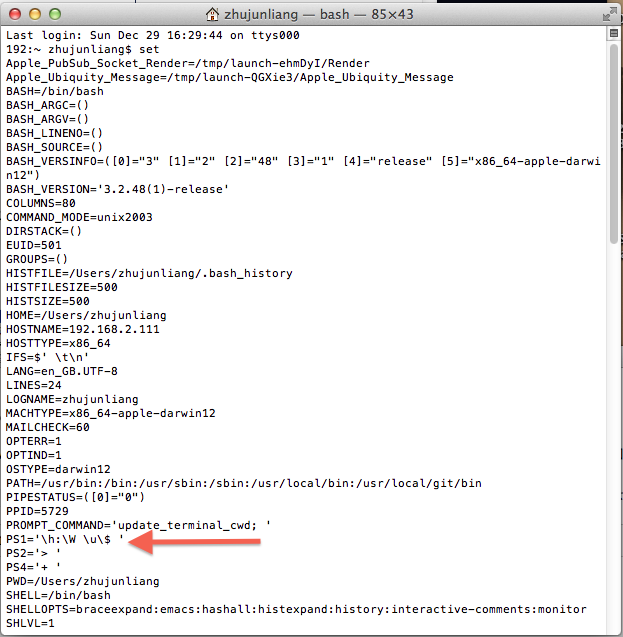 zhujunliang — bash — 85×43
Last login: Sun Dec 29 16:29:44 on ttys000
192:~ zhujunliang$ set
Apple_PubSub_Socket_Render=/tmp/launch-ehmDyI/Render
Apple_Ubiquity_Message=/tmp/launch-QGXie3/Apple_Ubiquity_Message
BASH=/bin/bash
BASH_ARGC=()
BASH_ARGV=()
BASH_LINENO=()
BASH_SOURCE=()
BASH_VERSINFO=([0]="3" [1]="2" [2]="48" [3]="1" [4]="release" [5]="x86_64-apple-darwi
n12")
BASH_VERSION='3.2.48(1)-release'
COLUMNS=80
COMMAND_MODE=unix2003
DIRSTACK=()
EUID=501
GROUPS=()
HISTFILE=/Users/zhujunliang/.bash_history
HISTFILESIZE=500
HISTSIZE=500
HOME=/Users/zhujunliang
HOSTNAME=192.168.2.111
HOSTTYPE=x86_64
IFS=$' \t\n'
LANG=en_GB.UTF-8
LINES=24
LOGNAME=zhujunliang
MACHTYPE=x86_64-apple-darwin12
MAILCHECK=60
OPTERR=1
OPTIND=1
OSTYPE=darwin12
PATH=/usr/bin:/bin:/usr/sbin:/sbin:/usr/local/bin:/usr/local/git/bin
PIPESTATUS=([0]="0")
PPID=5729
PROMPT_COMMAND='update_terminal_cwd; '
PS1='\h:\W \u\$ '
PS2='> '
PS4='+ '
PWD=/Users/zhujunliang
SHELL=/bin/bash
SHELLOPTS=braceexpand:emacs:hashall:histexpand:history:interactive-comments:monitor
SHLVL=1